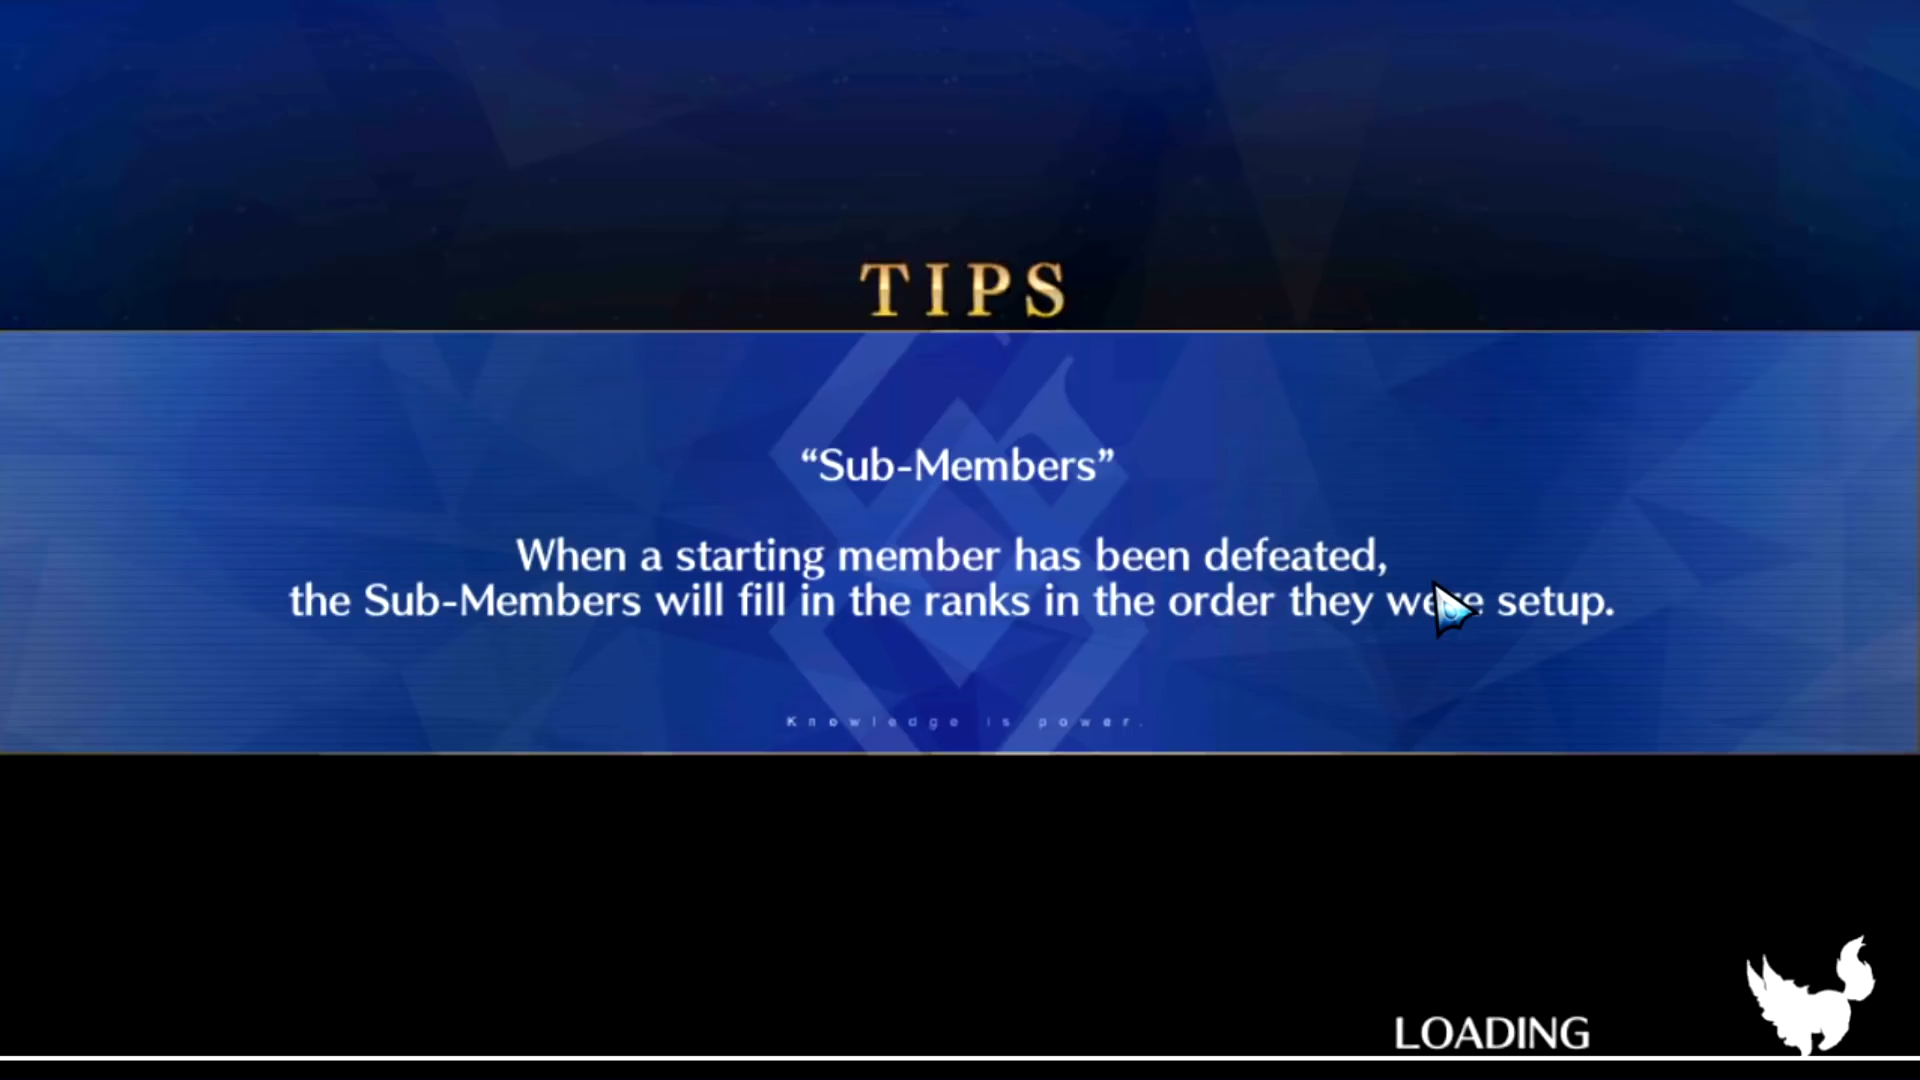 TIPS
“Sub-Members”
When a starting member has been defeated,
the Sub-Members will fill in the ranks in the order they were setup.
Knowledge is power.
LOADING